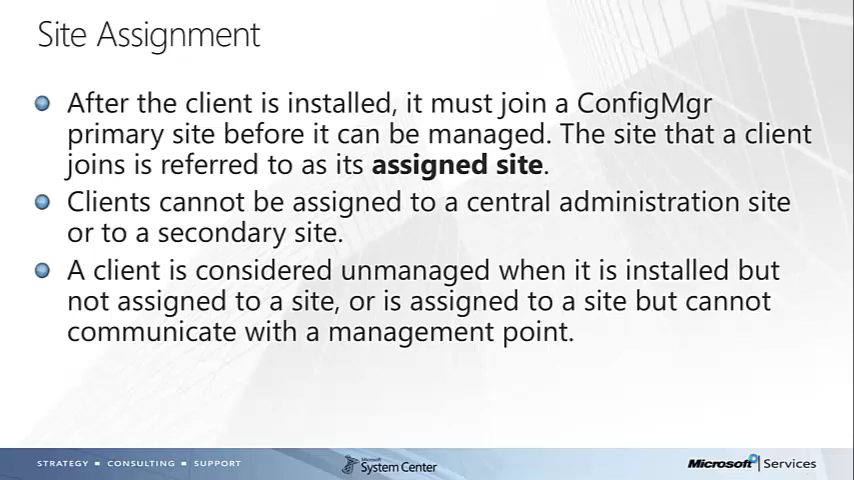 Site Assignment
After the client is installed, it must join a ConfigMgr
primary site before it can be managed. The site that a client
joins is referred to as its assigned site.
Clients cannot be assigned to a central administration site
or to a secondary site.
A client is considered unmanaged when it is installed but
not assigned to a site, or is assigned to a site but cannot
communicate with a management point.
STRATEGY ▪ CONSULTING ▪ SUPPORT
Microsoft
System Center
Microsoft | Services